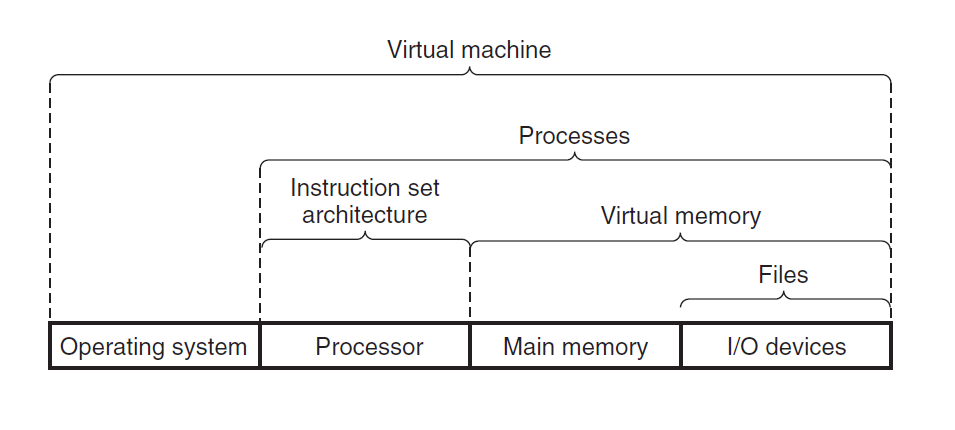 Virtual machine
Processes
Instruction set
architecture
Virtual memory
Files
Operating system
Processor
Main memory
I/O devices